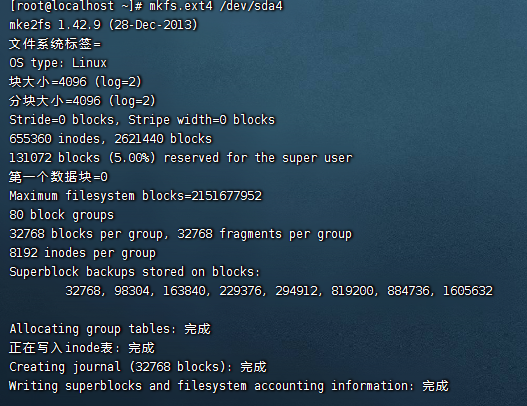 [root@localhost ~]# mkfs.ext4 /dev/sda4
mke2fs 1.42.9 (28-Dec-2013)
文件系统标签=
OS type: Linux
块大小=4096 (log=2)
分块大小=4096 (log=2)
Stride=0 blocks, Stripe width=0 blocks
655360 inodes, 2621440 blocks
131072 blocks (5.00%) reserved for the super user
第一个数据块=0
Maximum filesystem blocks=2151677952
80 block groups
32768 blocks per group, 32768 fragments per group
8192 inodes per group
Superblock backups stored on blocks:
32768, 98304, 163840, 229376, 294912, 819200, 884736, 1605632
Allocating group tables: 完成
正在写入inode表: 完成
Creating journal (32768 blocks): 完成
Writing superblocks and filesystem accounting information: 完成